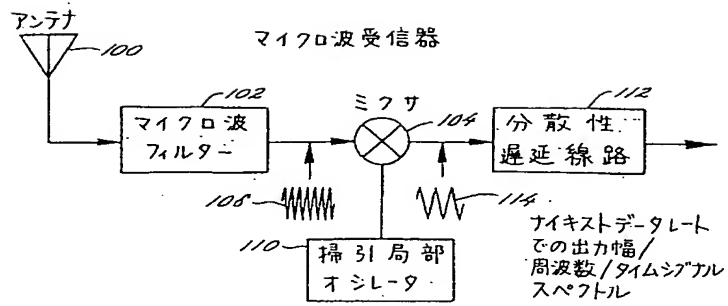 アンテナ
100
マイクロ波受信器
102
マイクロ波
フィルター
ミクサ
104
112
分散性
遅延線路
108
114
110
掃引局部
オシレータ
ナイキストデータレート
での出力幅/
周波数/タイムシグナル
スペクトル